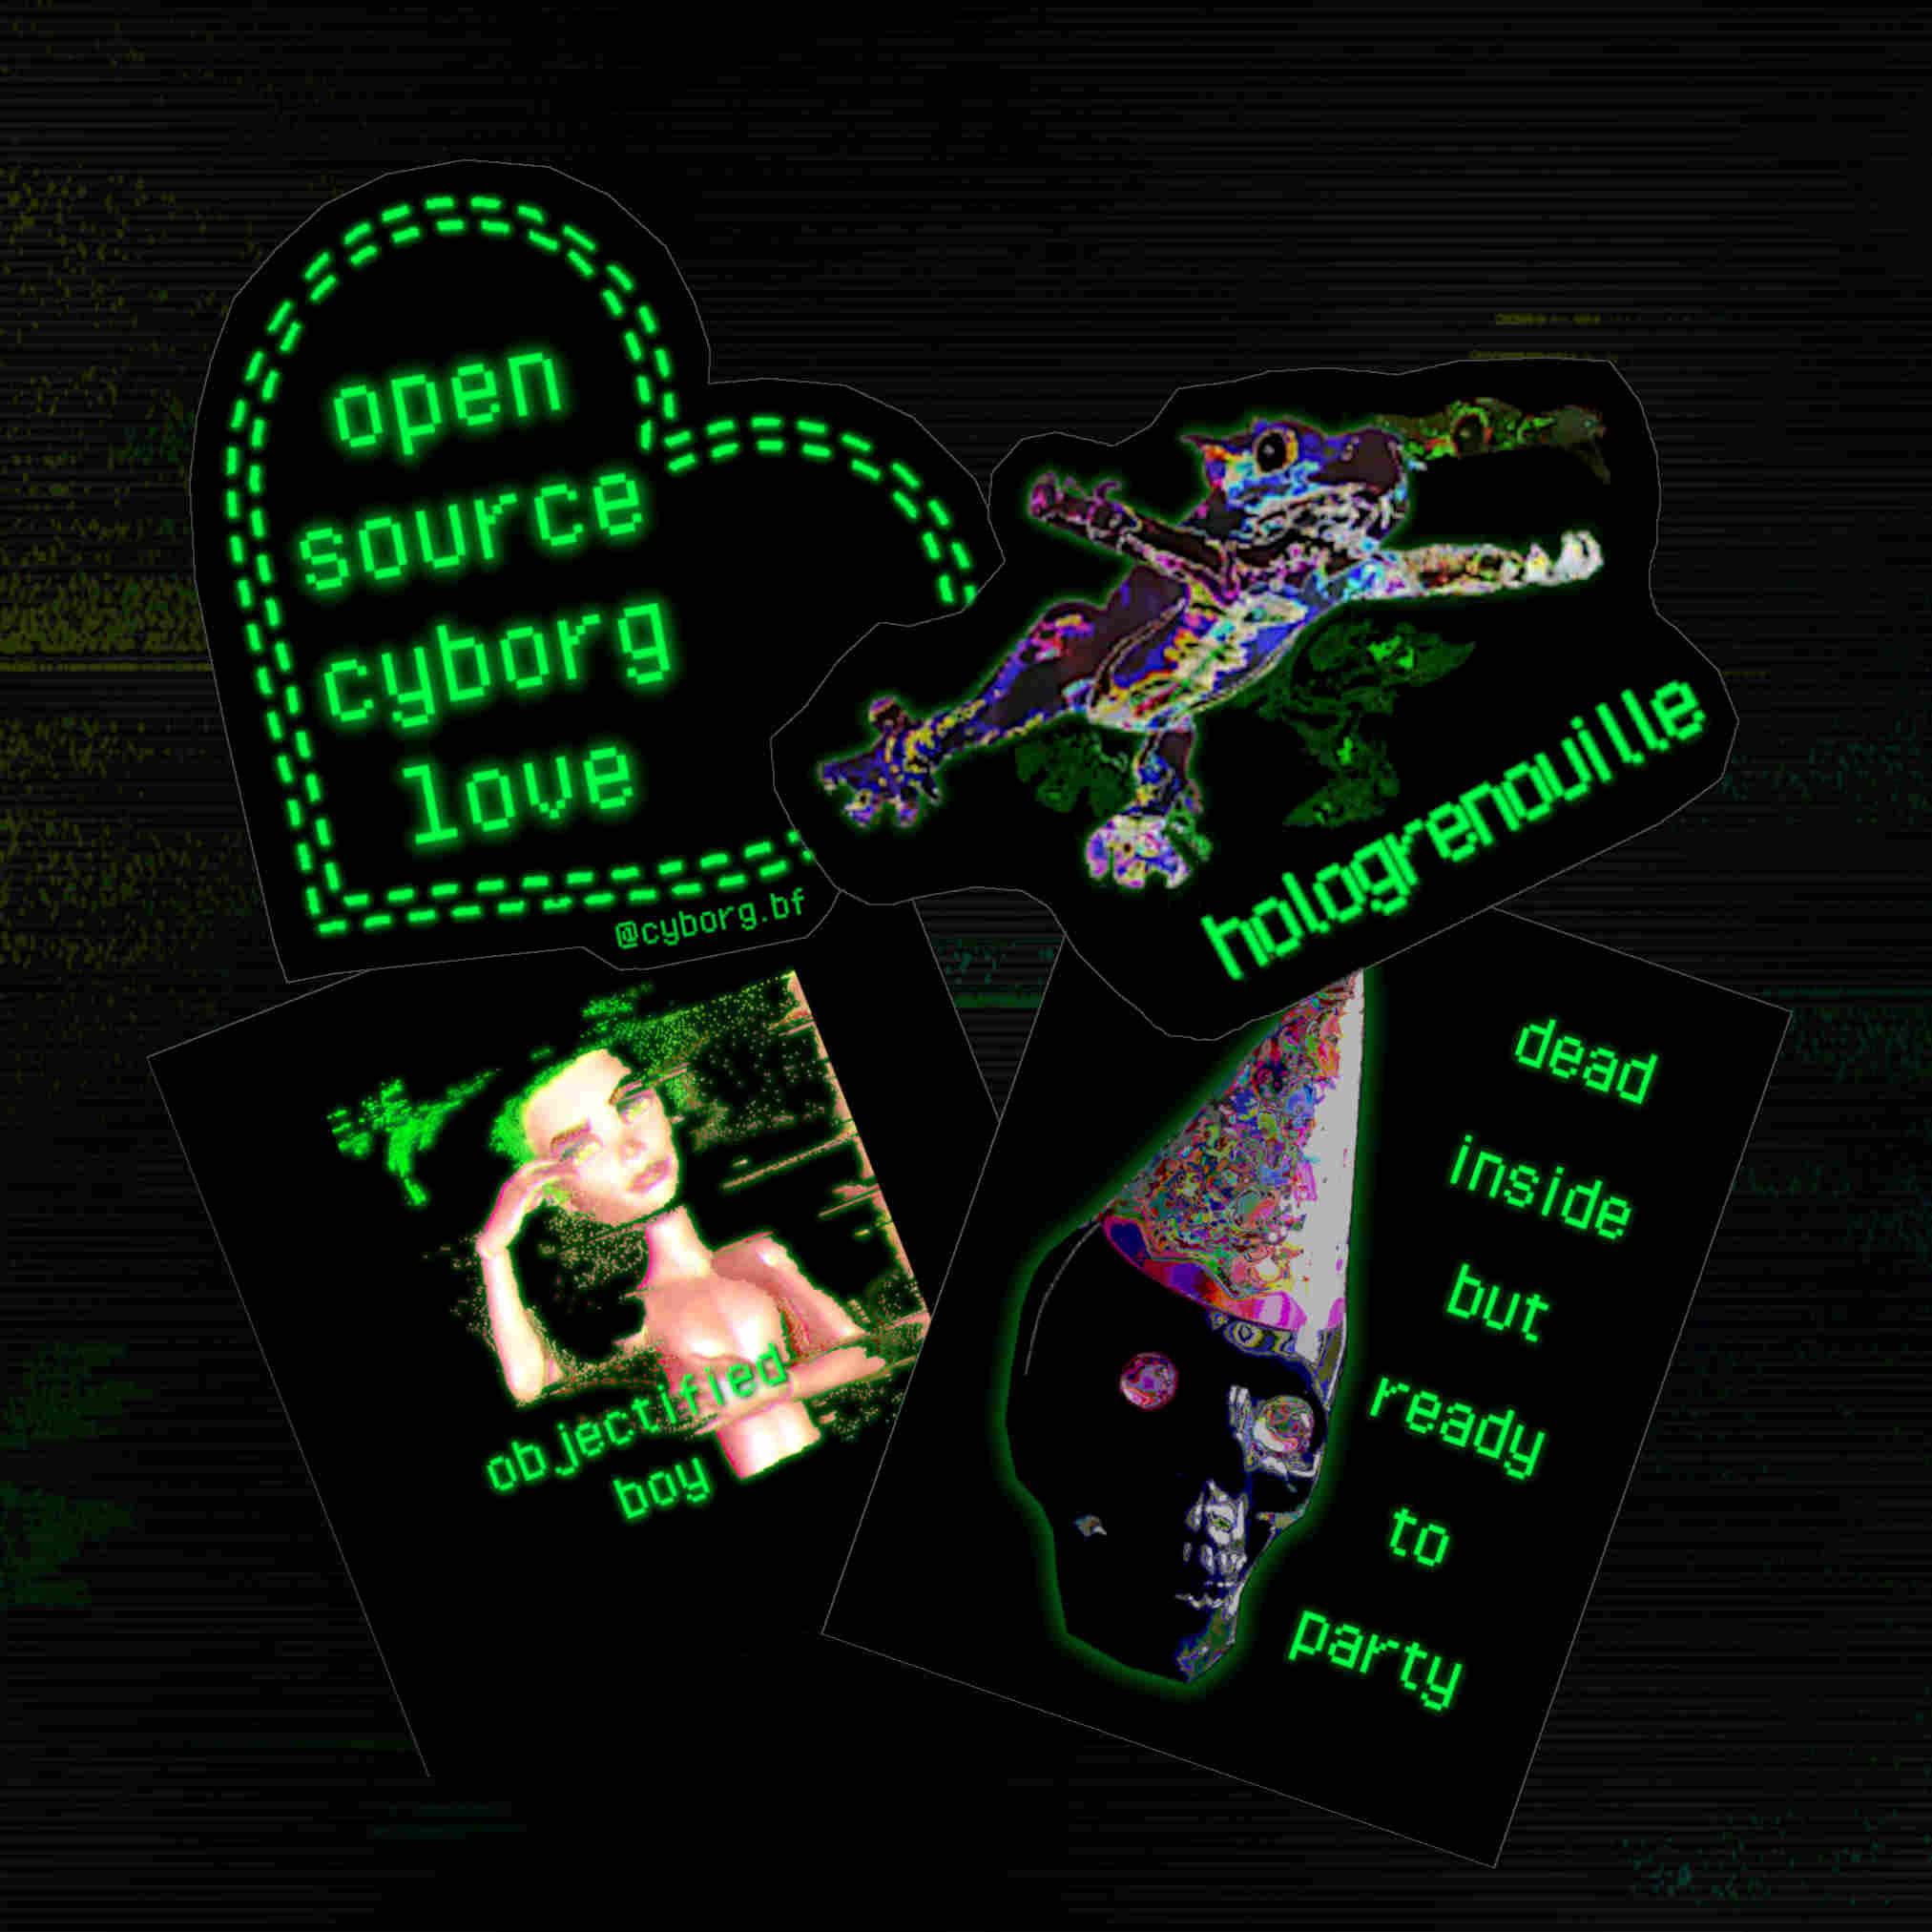 open
source
cyborg
love
@cyborg.bf
hologrenouille
objectified
boy
dead
inside
but
ready
to
party